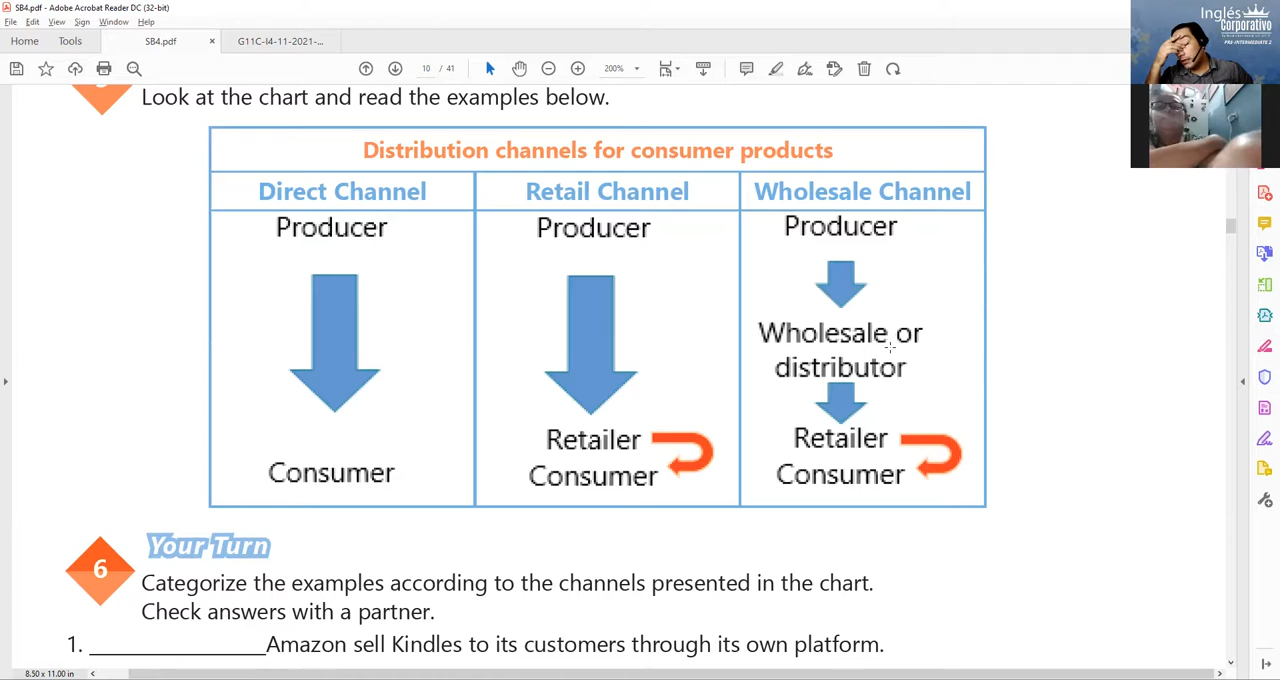 SB4.pdf - Adobe Acrobat Reader DC (32-bit)
File Edit View Sign Window Help
Home Tools SB4.pdf × G11C-I4-11-2021-...
10 / 41 200%
Look at the chart and read the examples below.
Distribution channels for consumer products
Direct Channel Retail Channel Wholesale Channel
Producer Producer Producer
Wholesale or
distributor
Retailer Retailer
Consumer Consumer Consumer
6 Your Turn
Categorize the examples according to the channels presented in the chart.
Check answers with a partner.
1. ________________Amazon sell Kindles to its customers through its own platform.
8.50 x 11.00 in
Inglés
Corporativo
PRE-INTERMEDIATE 2